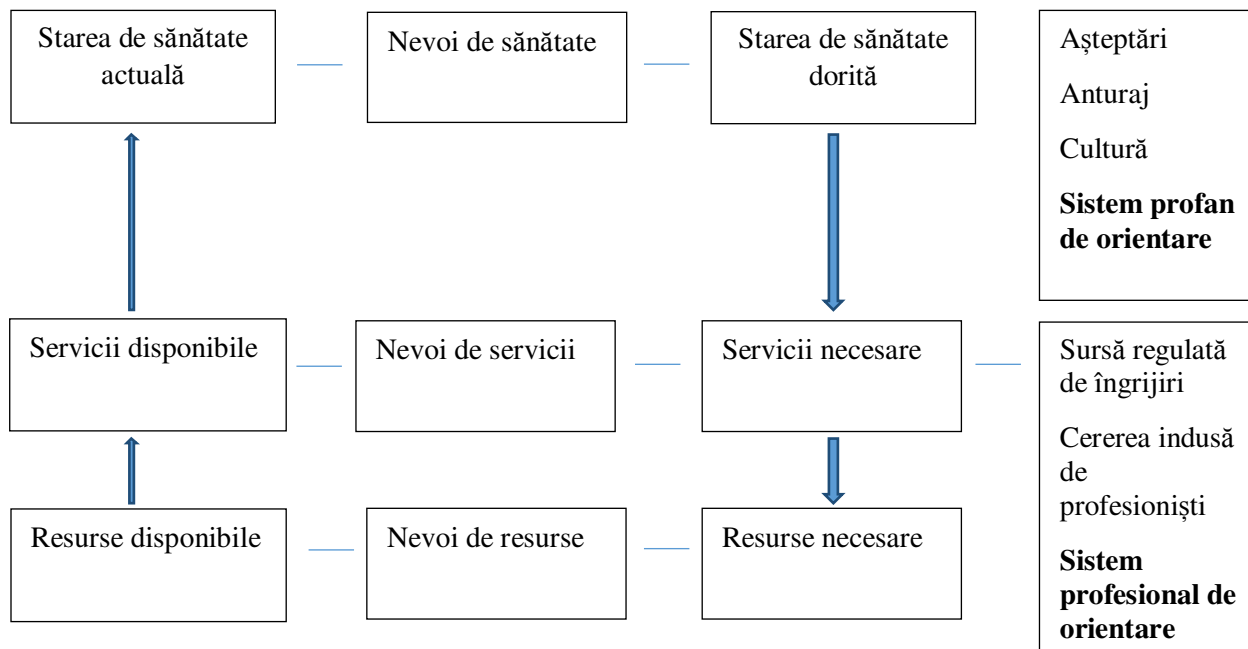 Starea de sănătate
actuală
Nevoi de sănătate
Starea de sănătate
dorită
Așteptări
Anturaj
Cultură
Sistem profan
de orientare
Servicii disponibile
Nevoi de servicii
Servicii necesare
Sursă regulată
de îngrijiri
Cererea indusă
de
profesioniști
Sistem
profesional de
orientare
Resurse disponibile
Nevoi de resurse
Resurse necesare